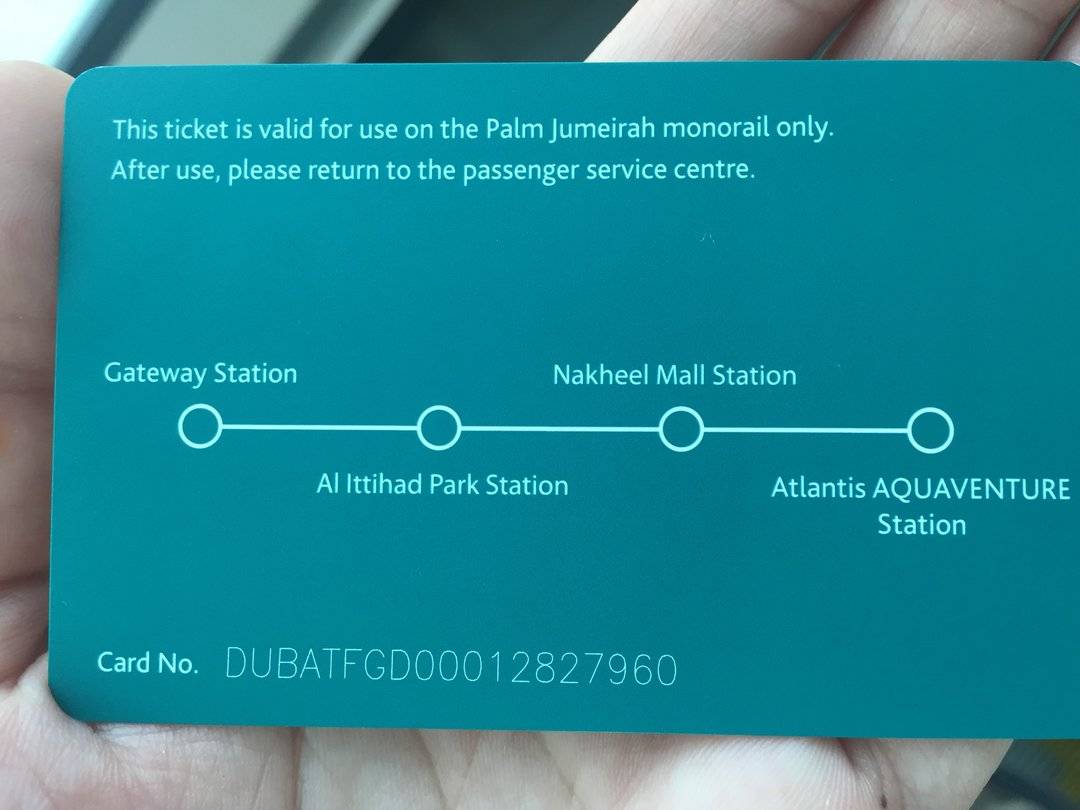 This ticket is valid for use on the Palm Jumeirah monorail only.
After use, please return to the passenger service centre.
Gateway Station
Nakheel Mall Station
Al Ittihad Park Station
Atlantis AQUAVENTURE
Station
Card No. DUBATFGD00012827960